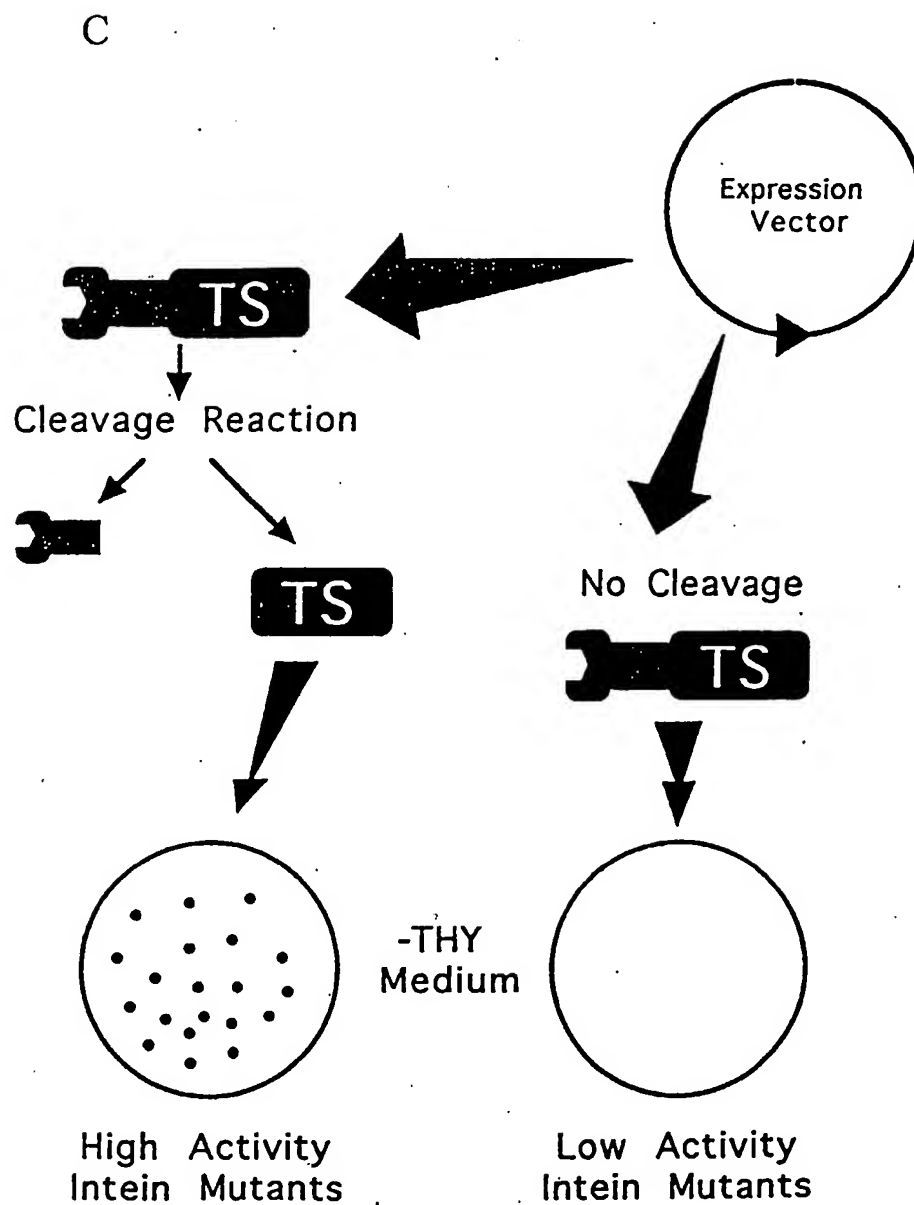 C
Expression
Vector
TS
Cleavage Reaction
TS
No Cleavage
TS
-THY
Medium
High Activity
Intein Mutants
Low Activity
Intein Mutants